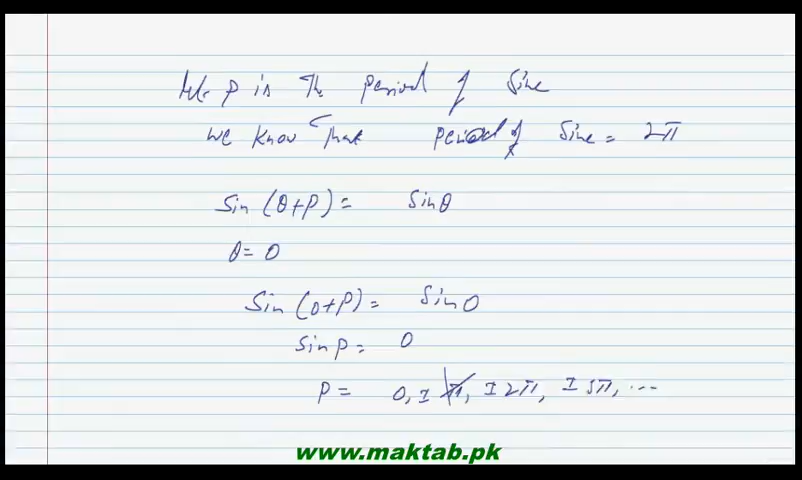 Let P is The period of Sine
we know That period of Sine = 2π
Sin (θ+P) = Sinθ
θ = 0
Sin (0+P) = Sin0
Sin P = 0
P = 0, ± π, ± 2π, ± 3π, ...
www.maktab.pk